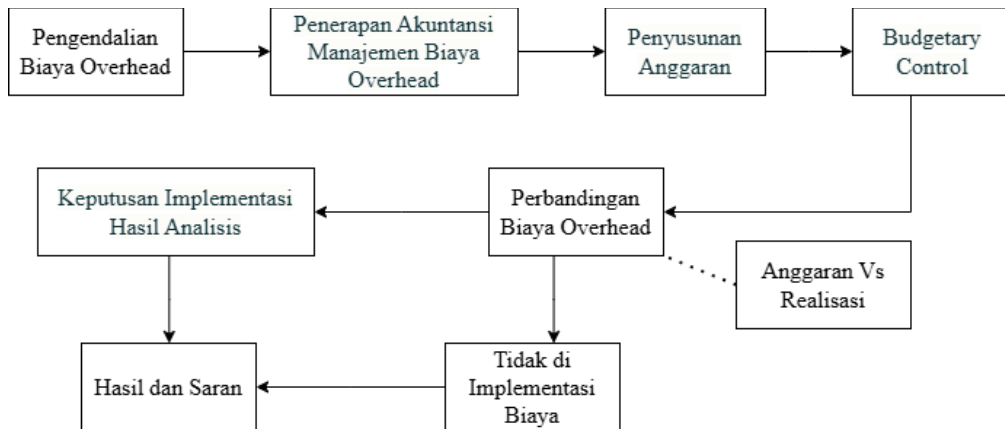 Pengendalian
Biaya Overhead
Penerapan Akuntansi
Manajemen Biaya
Overhead
Penyusunan
Anggaran
Budgetary
Control
Keputusan Implementasi
Hasil Analisis
Perbandingan
Biaya Overhead
Anggaran Vs
Realisasi
Hasil dan Saran
Tidak di
Implementasi
Biaya